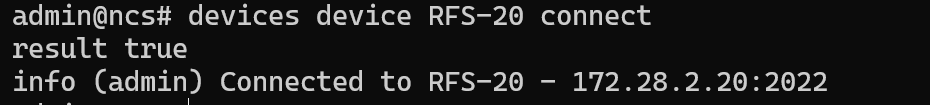 admin@ncs# devices device RFS-20 connect
result true
info (admin) Connected to RFS-20 - 172.28.2.20:2022